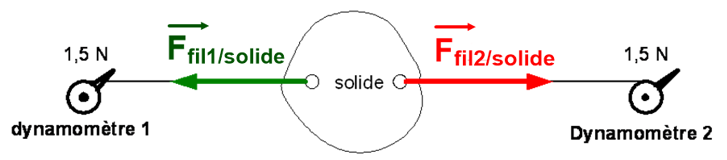 F fil1/solide
F fil2/solide
1,5 N
1,5 N
solide
dynamomètre 1
Dynamomètre 2